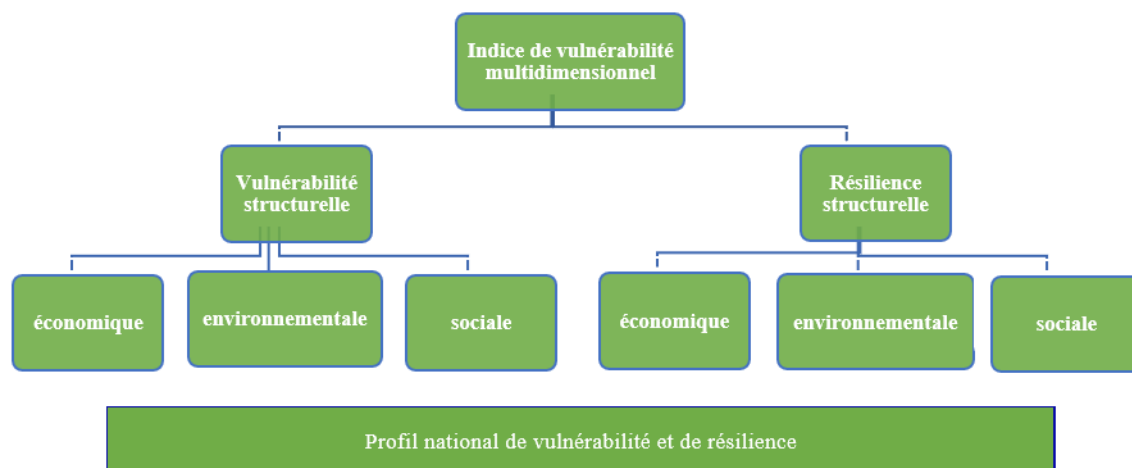 Indice de vulnérabilité
multidimensionnel
Vulnérabilité
structurelle
Résilience
structurelle
économique
environnementale
sociale
économique
environnementale
sociale
Profil national de vulnérabilité et de résilience